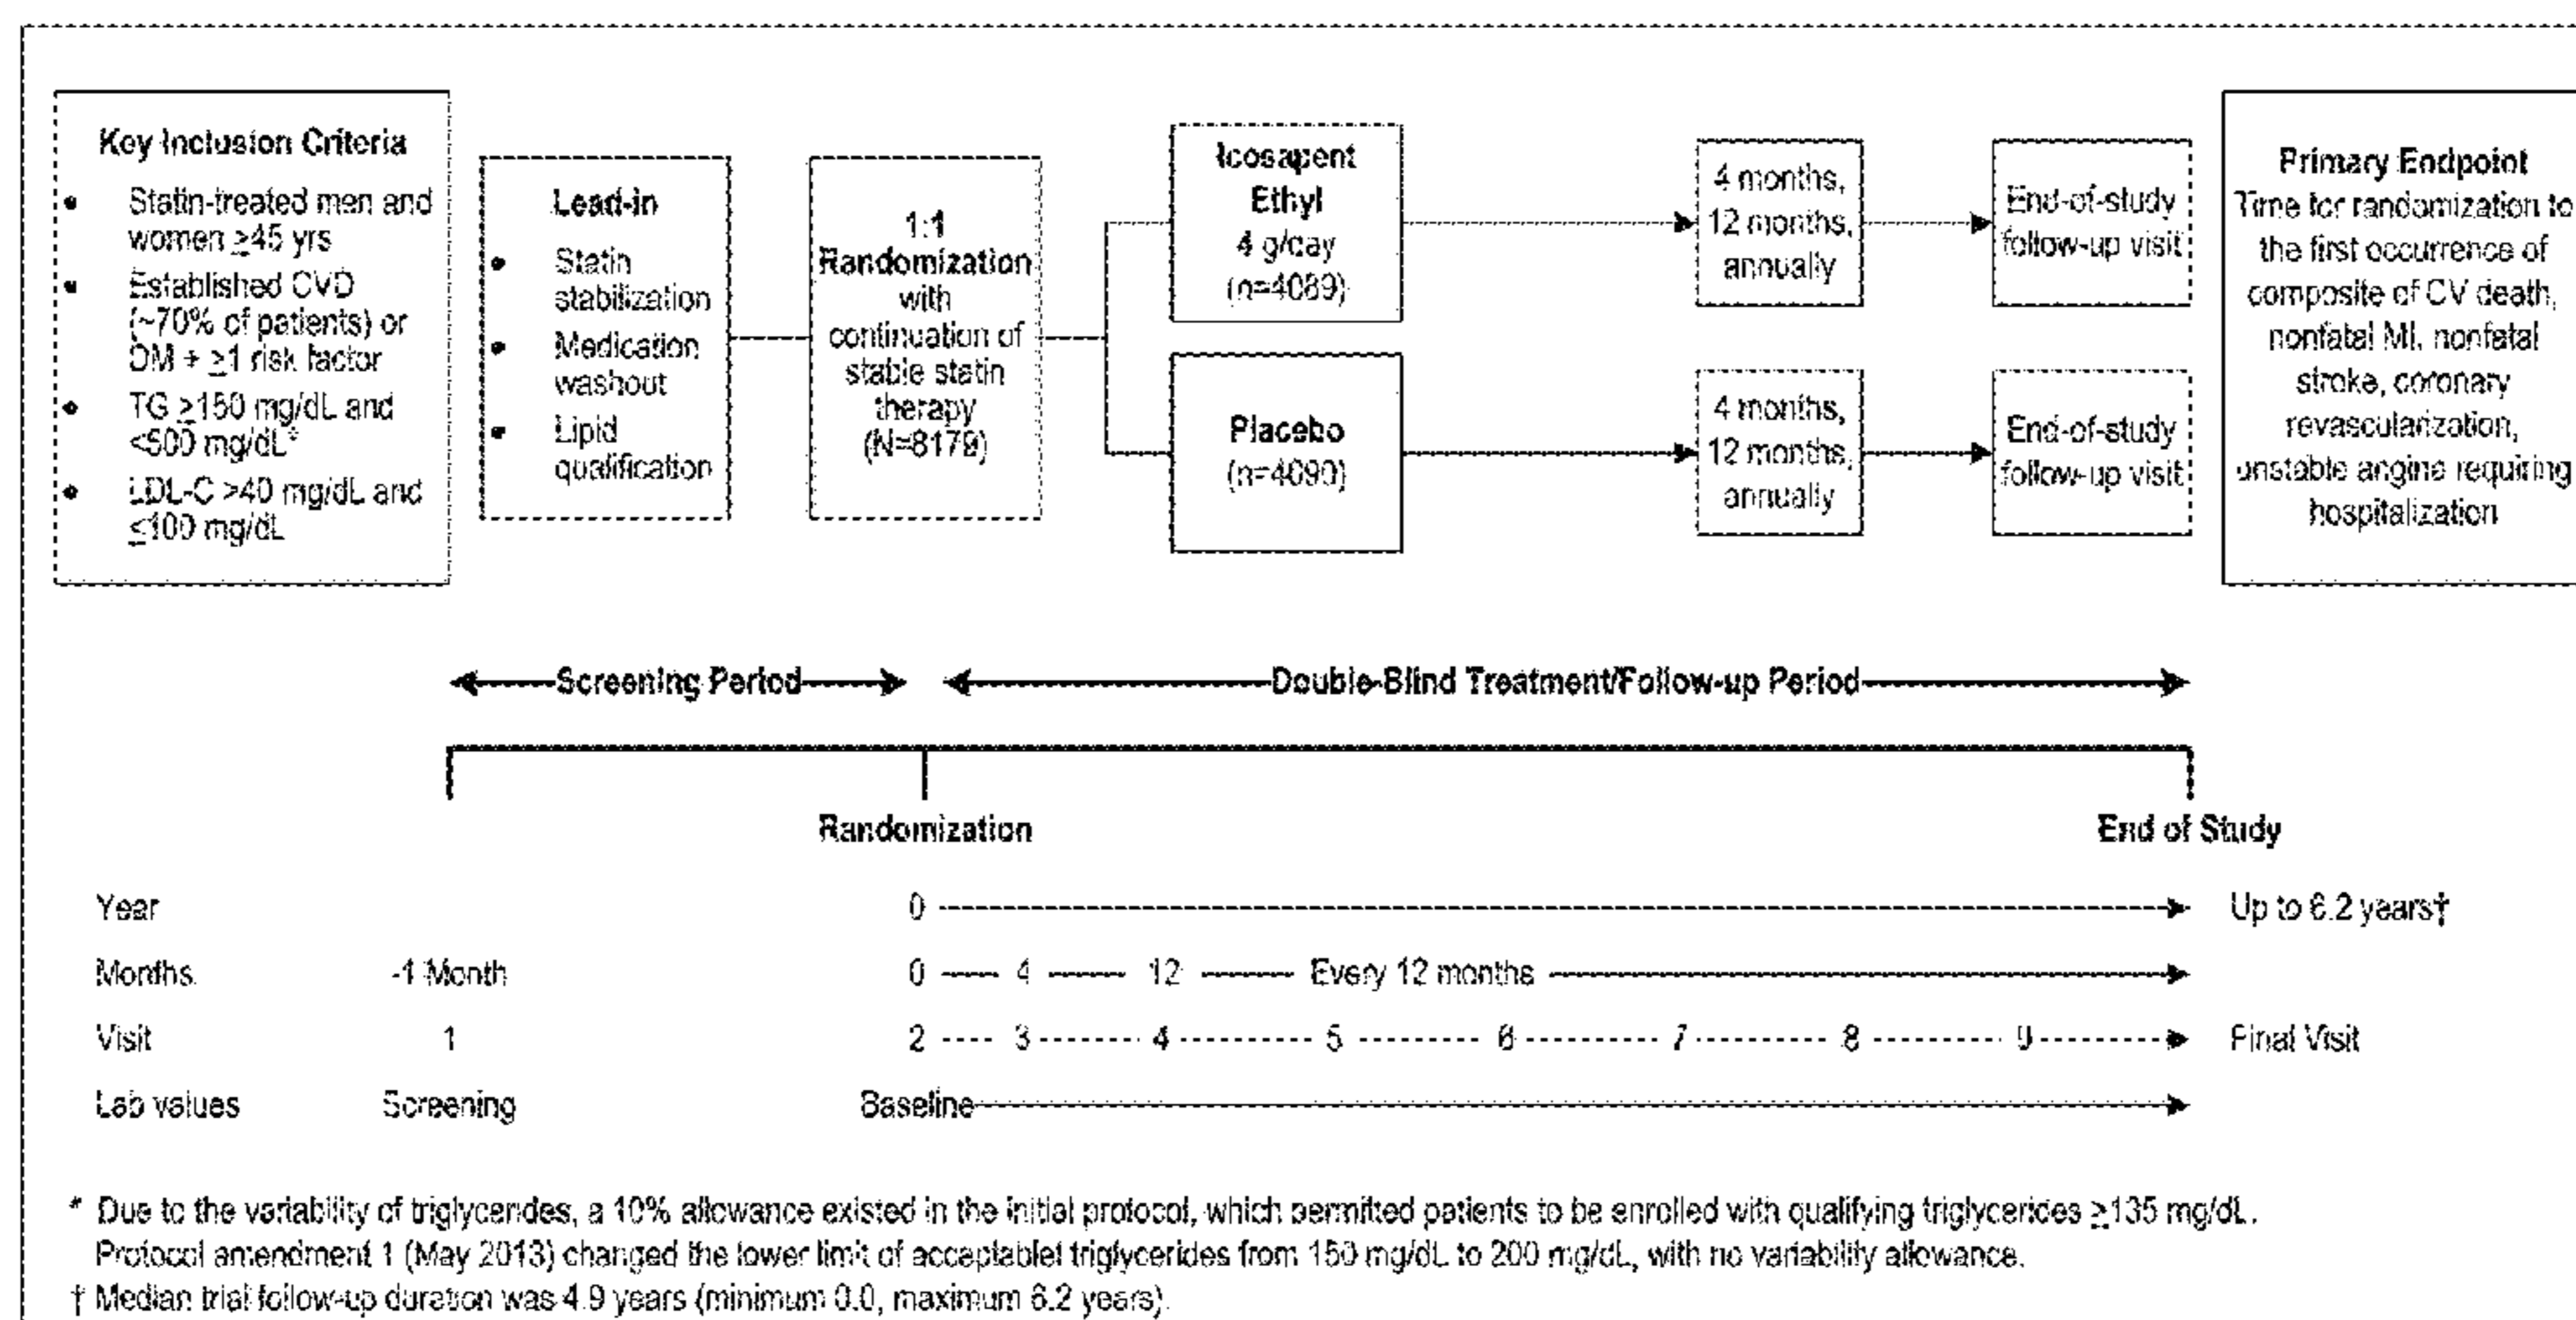 Key Inclusion Criteria
• Statin-treated men and
women ≥45 yrs
• Established CVD
(~70% of patients) or
DM + ≥1 risk factor
• TG ≥150 mg/dL and
<500 mg/dL*
• LDL-C >40 mg/dL and
≤100 mg/dL
Lead-in
• Statin
stabilization
• Medication
washout
• Lipid
qualification
1:1
Randomization
with
continuation of
stable statin
therapy
(N=8179)
Icosapent
Ethyl
4 g/day
(n=4089)
4 months,
12 months,
annually
End-of-study
follow-up visit
Placebo
(n=4090)
4 months,
12 months,
annually
End-of-study
follow-up visit
Primary Endpoint
Time for randomization to
the first occurrence of
composite of CV death,
nonfatal MI, nonfatal
stroke, coronary
revascularization,
unstable angina requiring
hospitalization
Screening Period Double-Blind Treatment/Follow-up Period
Randomization End of Study
Year 0 Up to 6.2 years†
Months -1 Month 0 4 12 Every 12 months
Visit 1 2 3 4 5 6 7 8 9 Final Visit
Lab values Screening Baseline
* Due to the variability of triglycerides, a 10% allowance existed in the initial protocol, which permitted patients to be enrolled with qualifying triglycerides ≥135 mg/dL.
Protocol amendment 1 (May 2013) changed the lower limit of acceptablet triglycerides from 150 mg/dL to 200 mg/dL, with no variability allowance.
† Median trial follow-up duration was 4.9 years (minimum 0.0, maximum 6.2 years).